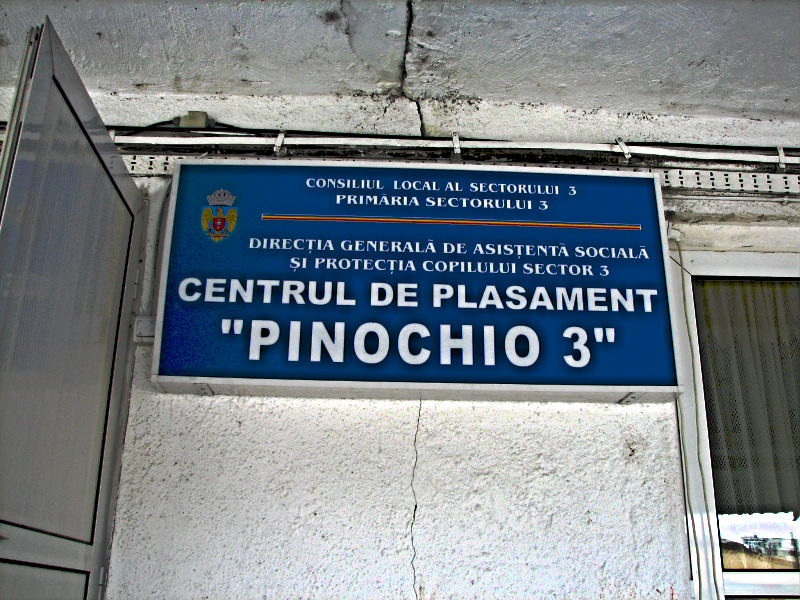 CONSILIUL LOCAL AL SECTORULUI 3
PRIMĂRIA SECTORULUI 3
DIRECȚIA GENERALĂ DE ASISTENȚĂ SOCIALĂ
ȘI PROTECȚIA COPILULUI SECTOR 3
CENTRUL DE PLASAMENT
"PINOCHIO 3"